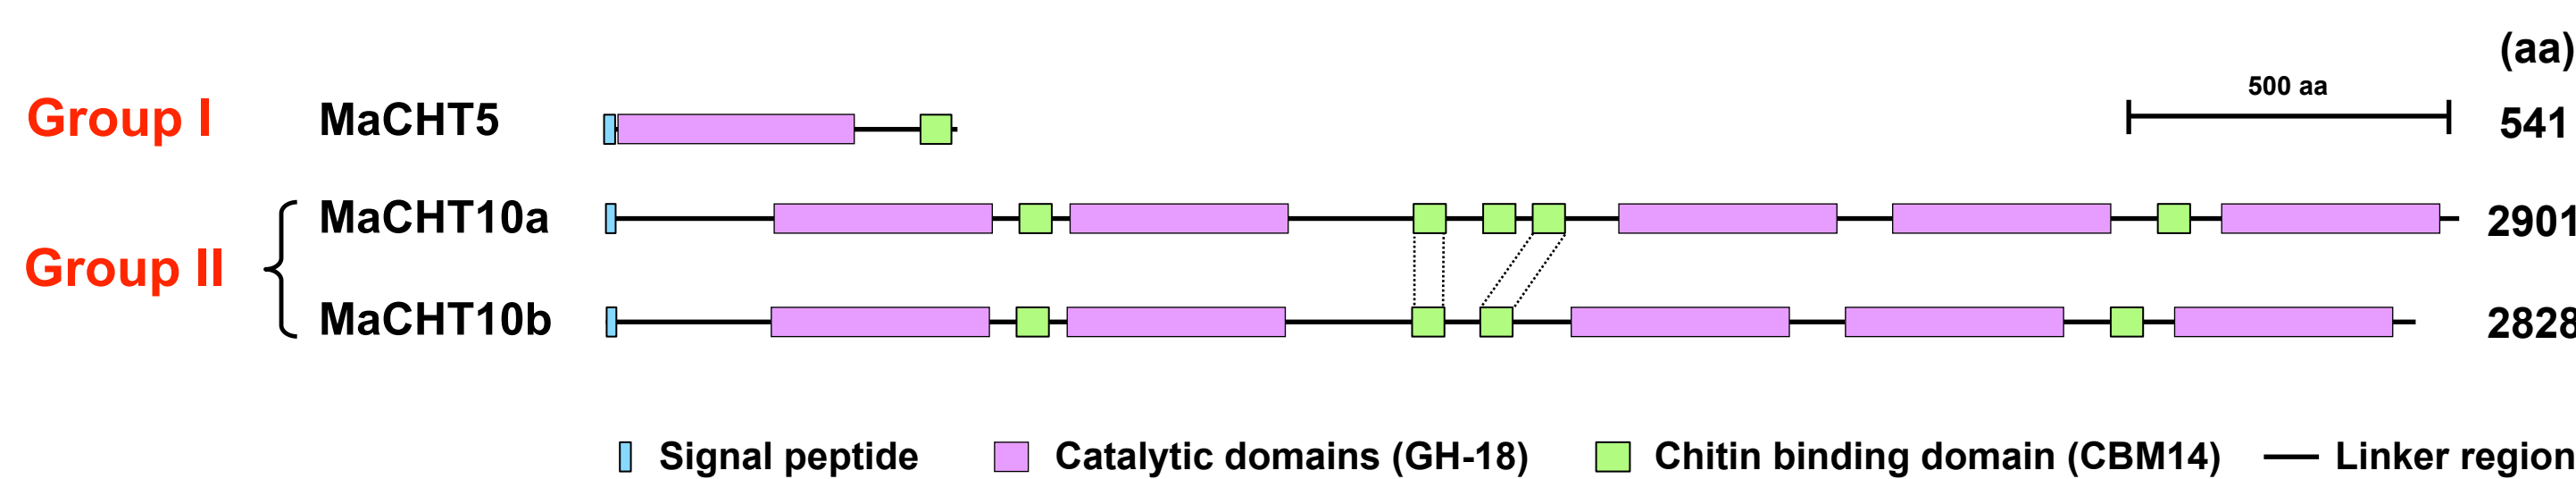 (aa)
Group I MaCHT5 500 aa 541
MaCHT10a 2901
Group II
MaCHT10b 2828
Signal peptide Catalytic domains (GH-18) Chitin binding domain (CBM14) Linker region